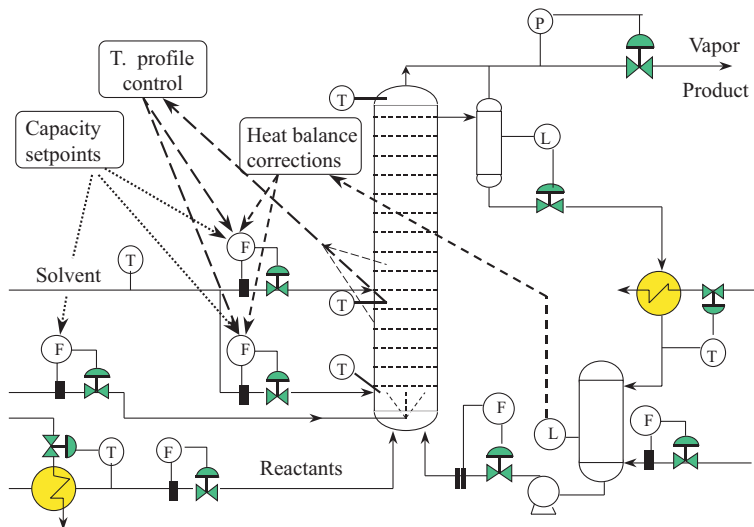 P
Vapor
Product
T. profile
control
T
Capacity
setpoints
Heat balance
corrections
L
F
T
Solvent
T
F
F
T
T
F
F
L
F
T
F
Reactants